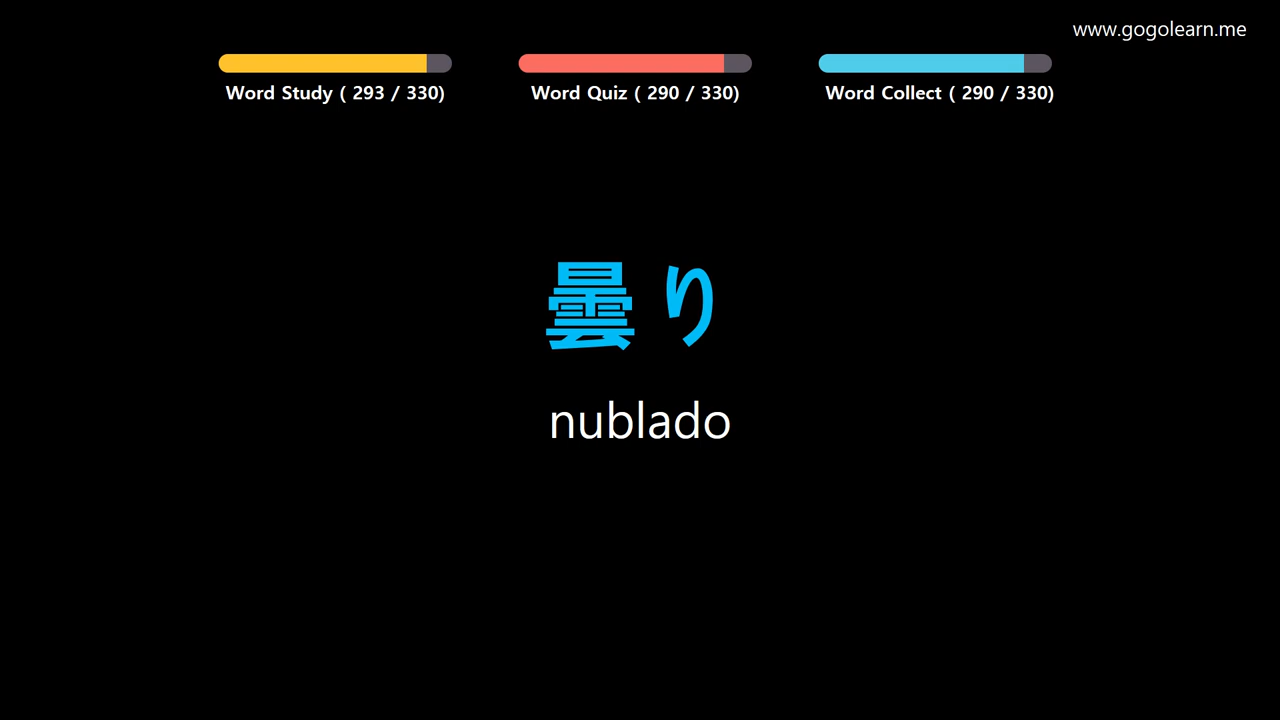 www.gogolearn.me
Word Study ( 293 / 330)
Word Quiz ( 290 / 330)
Word Collect ( 290 / 330)
曇り
nublado